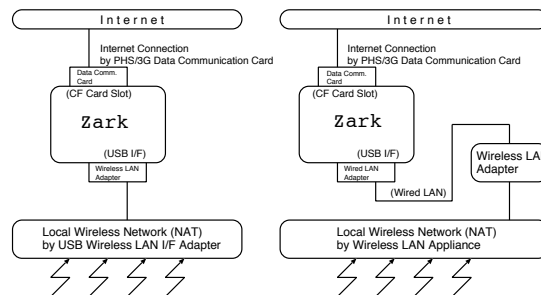 Internet
Internet Connection
by PHS/3G Data Communication Card
Data Comm.
Card
(CF Card Slot)
Zark
(USB I/F)
Wireless LAN
Adapter
Local Wireless Network (NAT)
by USB Wireless LAN I/F Adapter
Internet
Internet Connection
by PHS/3G Data Communication Card
Data Comm.
Card
(CF Card Slot)
Zark
(USB I/F)
Wired LAN
Adapter
(Wired LAN)
Wireless LA
Adapter
Local Wireless Network (NAT)
by Wireless LAN Appliance